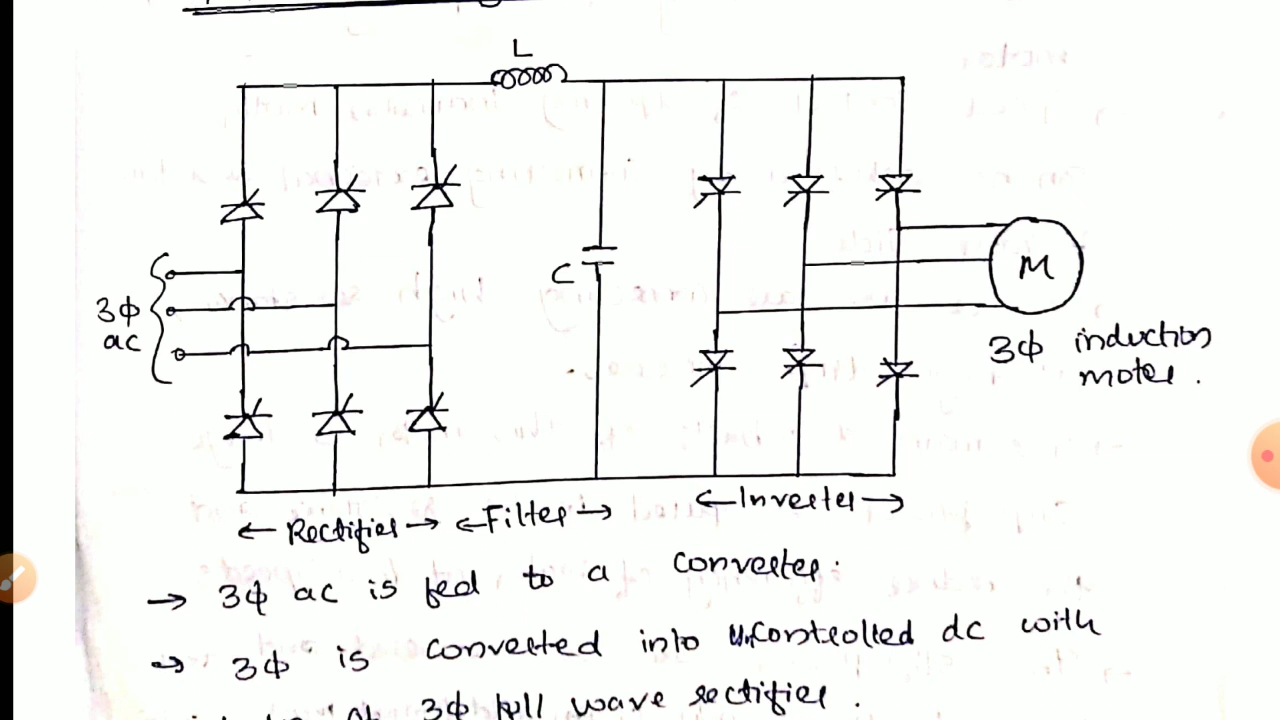 L
C
3ϕ
ac
M
3ϕ induction
motor.
← Rectifier → ← Filter → ← Inverter →
→ 3ϕ ac is fed to a converter.
→ 3ϕ is converted into Uncontrolled dc with
3ϕ full wave rectifier.